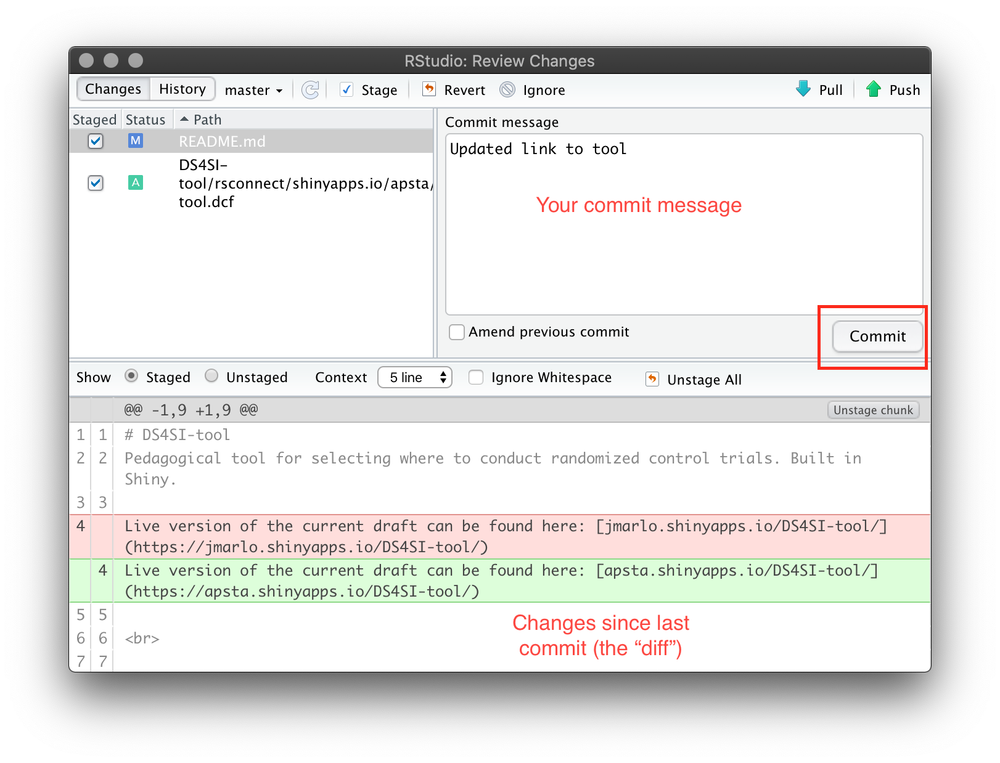 RStudio: Review Changes
Changes History master Stage Revert Ignore Pull Push
Staged Status Path
M README.md
DS4SI-
A tool/rsconnect/shinyapps.io/apsta/
tool.dcf
Commit message
Updated link to tool
Your commit message
Amend previous commit
Commit
Show Staged Unstaged Context 5 line Ignore Whitespace Unstage All
@@ -1,9 +1,9 @@ Unstage chunk
1 1 # DS4SI-tool
2 2 Pedagogical tool for selecting where to conduct randomized control trials. Built in
Shiny.
3 3
4 Live version of the current draft can be found here: [jmarlo.shinyapps.io/DS4SI-tool/]
(https://jmarlo.shinyapps.io/DS4SI-tool/)
4 Live version of the current draft can be found here: [apsta.shinyapps.io/DS4SI-tool/]
(https://apsta.shinyapps.io/DS4SI-tool/)
5 5
6 6 <br>
7 7
Changes since last
commit (the “diff”)